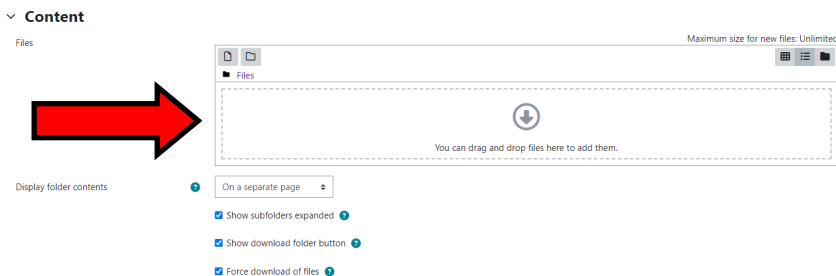 Content
Files
Maximum size for new files: Unlimited
Files
You can drag and drop files here to add them.
Display folder contents
On a separate page
Show subfolders expanded
Show download folder button
Force download of files